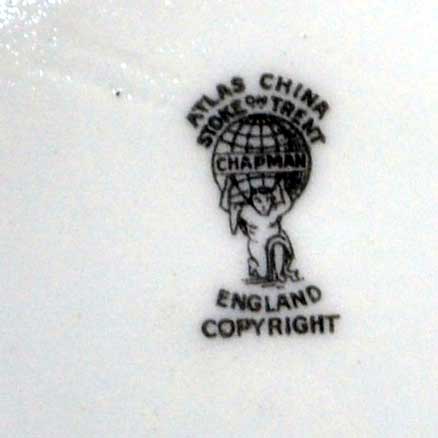 ATLAS CHINA
STOKE ON TRENT
CHAPMAN
ENGLAND
COPYRIGHT